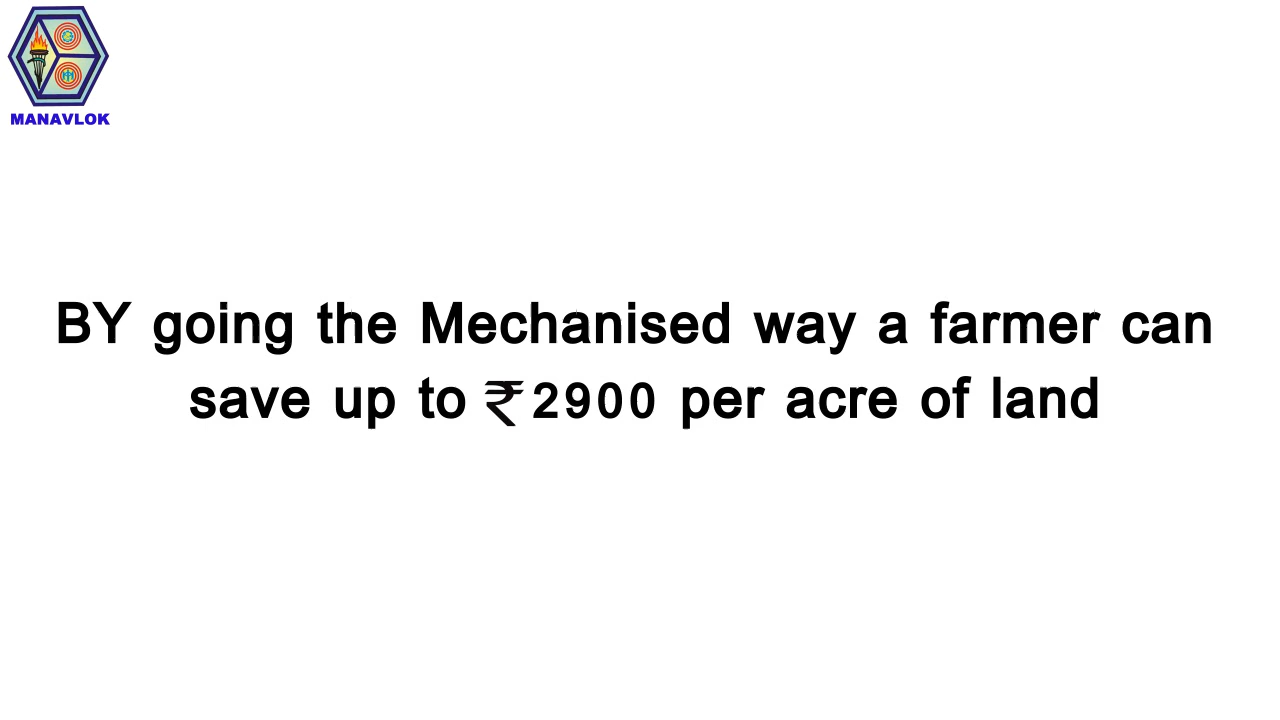 MANAVLOK
BY going the Mechanised way a farmer can
save up to ₹2900 per acre of land